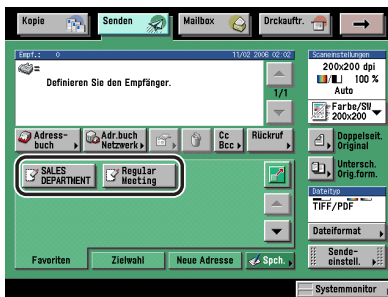 Kopie
Senden
Mailbox
Drckauftr.
Empf.: 0
11/02 2006 02:02
Definieren Sie den Empfänger.
1/1
Adress-
buch
Adr.buch
Netzwerk
Cc
Bcc
Rückruf
SALES
DEPARTMENT
Regular
Meeting
Favoriten
Zielwahl
Neue Adresse
Spch.
Scaneinstellungen
200x200 dpi
100 %
Auto
Farbe/SW
200×200
Doppelseit.
Original
Untersch.
Orig.form.
Dateityp
TIFF/PDF
Dateiformat
Sende-
einstell.
Systemmonitor